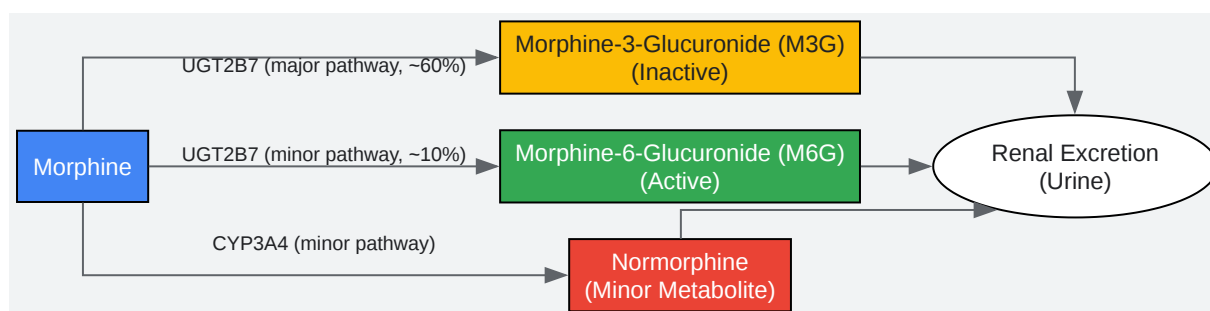 Morphine-3-Glucuronide (M3G)
(Inactive)
UGT2B7 (major pathway, ~60%)
Morphine
UGT2B7 (minor pathway, ~10%)
Morphine-6-Glucuronide (M6G)
(Active)
Renal Excretion
(Urine)
CYP3A4 (minor pathway)
Normorphine
(Minor Metabolite)